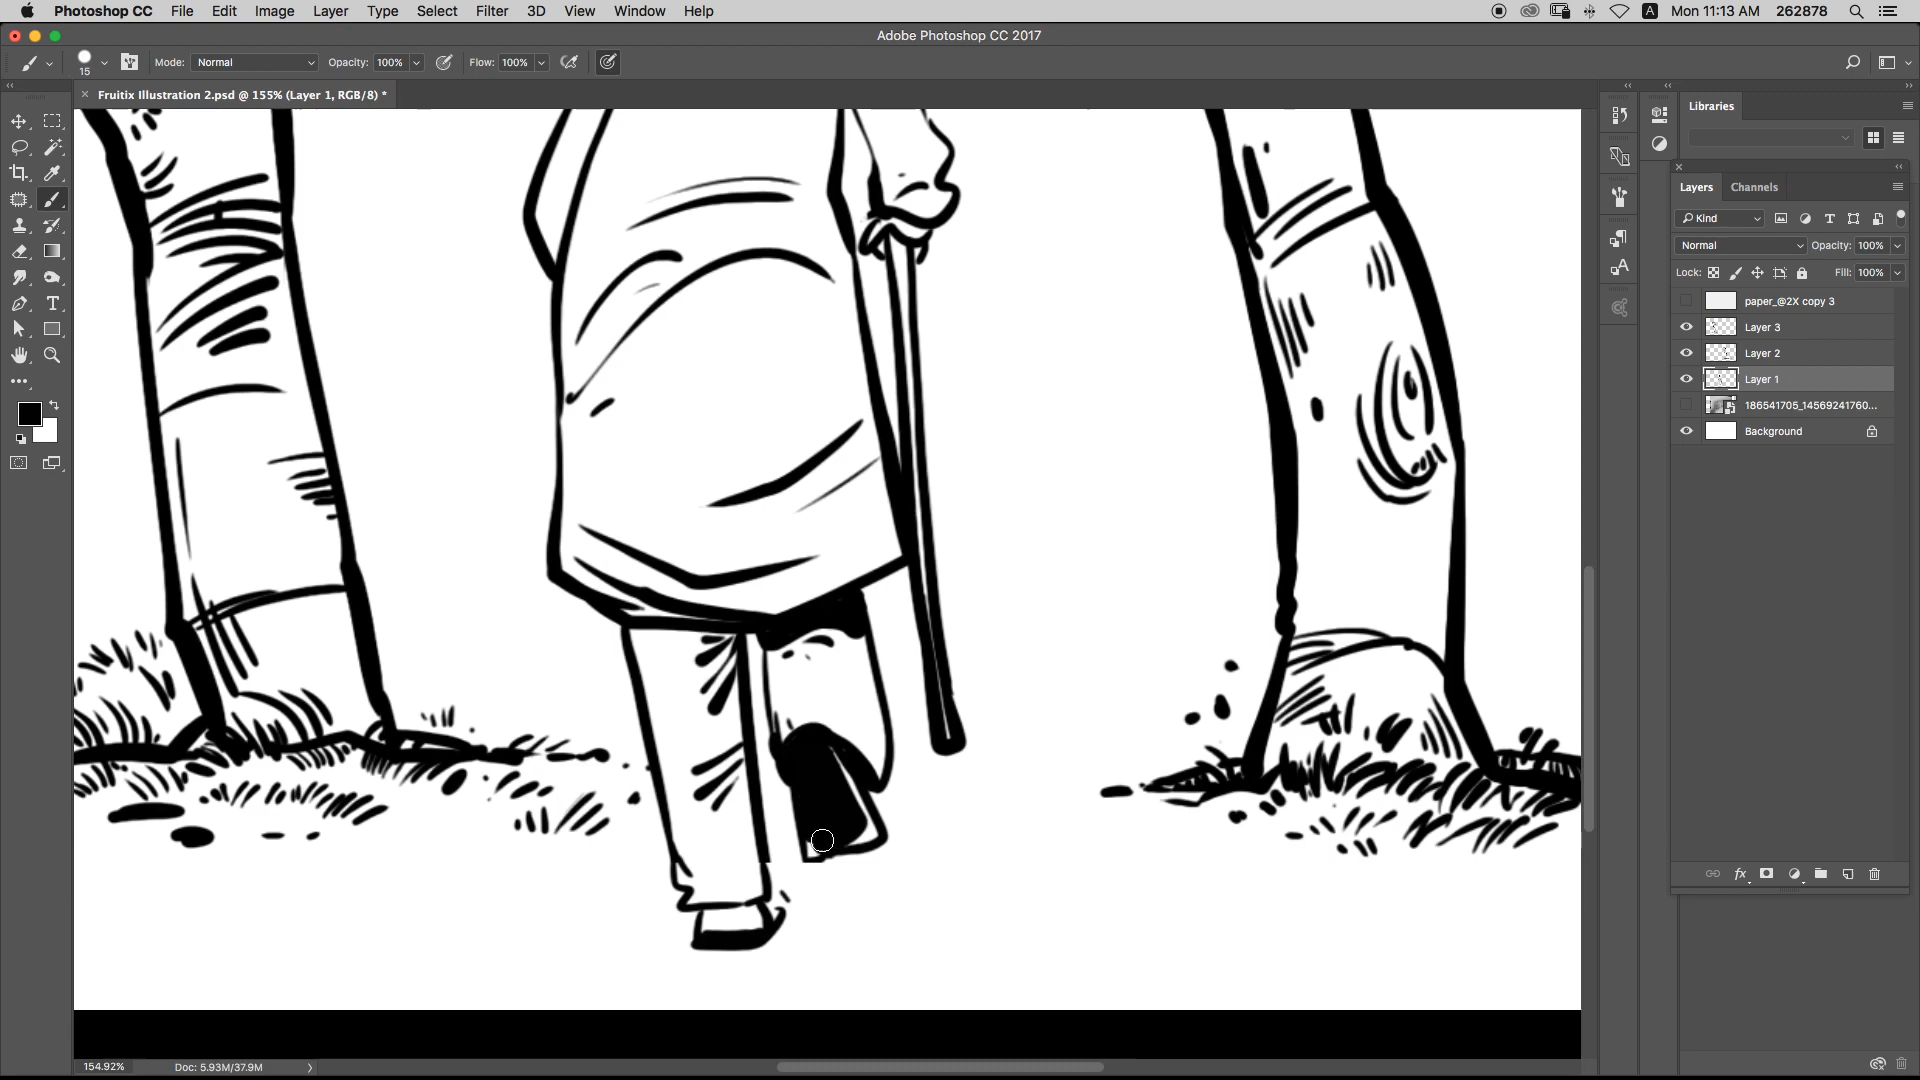 Photoshop CC File Edit Image Layer Type Select Filter 3D View Window Help A Mon 11:13 AM 262878
Adobe Photoshop CC 2017
15 Mode: Normal Opacity: 100% Flow: 100%
Fruitix Illustration 2.psd @ 155% (Layer 1, RGB/8) *
Libraries
Layers Channels
Kind
Normal Opacity: 100%
Lock: Fill: 100%
paper_@2X copy 3
Layer 3
Layer 2
Layer 1
186541705_14569241760...
Background
154.92% Doc: 5.93M/37.9M